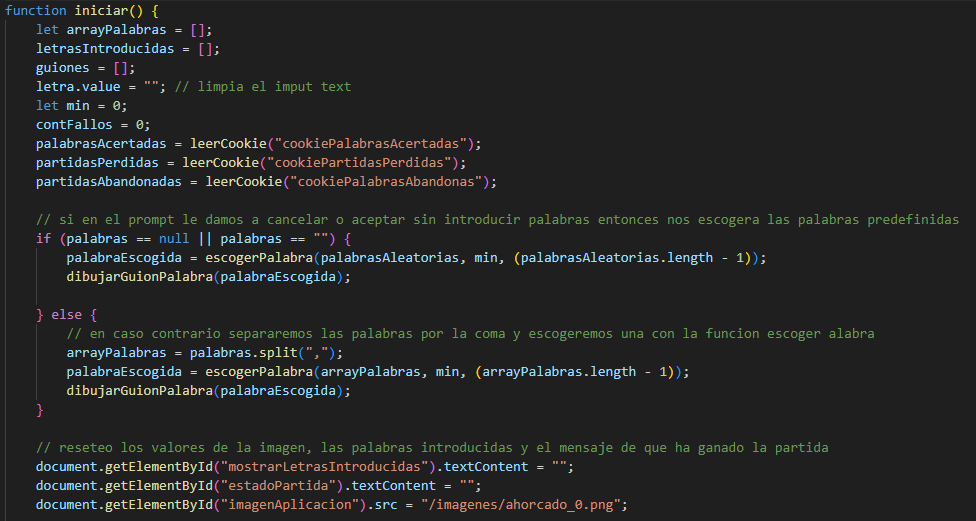 function iniciar() {
    let arrayPalabras = [];
    letrasIntroducidas = [];
    guiones = [];
    letra.value = ""; // limpia el imput text
    let min = 0;
    contFallos = 0;
    palabrasAcertadas = leerCookie("cookiePalabrasAcertadas");
    partidasPerdidas = leerCookie("cookiePartidasPerdidas");
    partidasAbandonadas = leerCookie("cookiePalabrasAbandonas");

    // si en el prompt le damos a cancelar o aceptar sin introducir palabras entonces nos escogera las palabras predefinidas
    if (palabras == null || palabras == "") {
        palabraEscogida = escogerPalabra(palabrasAleatorias, min, (palabrasAleatorias.length - 1));
        dibujarGuionPalabra(palabraEscogida);

    } else {
        // en caso contrario separaremos las palabras por la coma y escogeremos una con la funcion escoger alabra
        arrayPalabras = palabras.split(",");
        palabraEscogida = escogerPalabra(arrayPalabras, min, (arrayPalabras.length - 1));
        dibujarGuionPalabra(palabraEscogida);
    }

    // reseteo los valores de la imagen, las palabras introducidas y el mensaje de que ha ganado la partida
    document.getElementById("mostrarLetrasIntroducidas").textContent = "";
    document.getElementById("estadoPartida").textContent = "";
    document.getElementById("imagenAplicacion").src = "/imagenes/ahorcado_0.png";